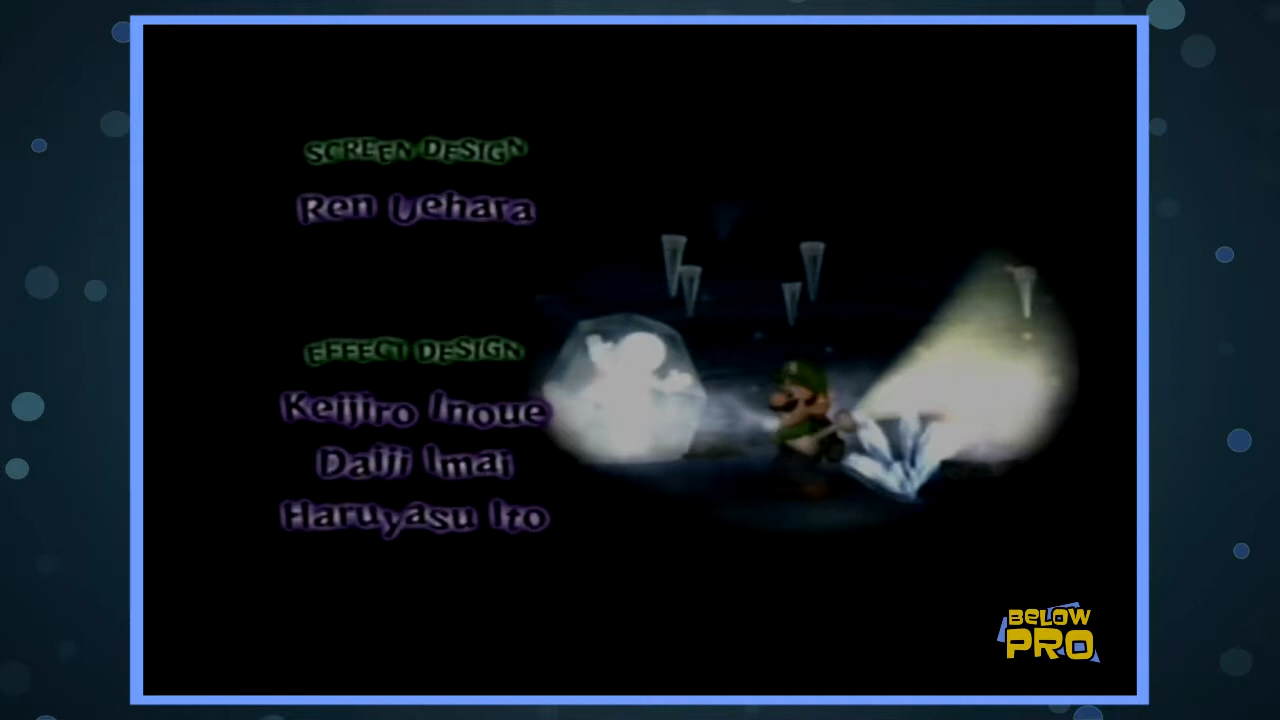 SCREEN DESIGN
Ren Uehara
EFFECT DESIGN
Keijiro Inoue
Daiji Imai
Haruyasu Ito
BELOW
PRO